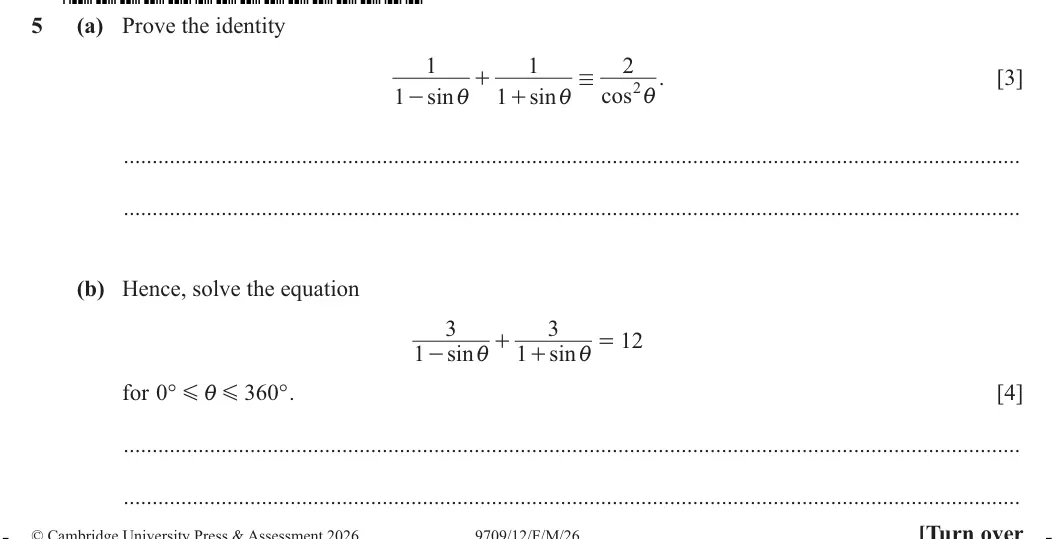 5 (a) Prove the identity
1/(1 − sin θ) + 1/(1 + sin θ) ≡ 2/cos²θ. [3]
(b) Hence, solve the equation
3/(1 − sin θ) + 3/(1 + sin θ) = 12
for 0° ⩽ θ ⩽ 360°. [4]
© Cambridge University Press & Assessment 2026 9709/12/F/M/26 [Turn over